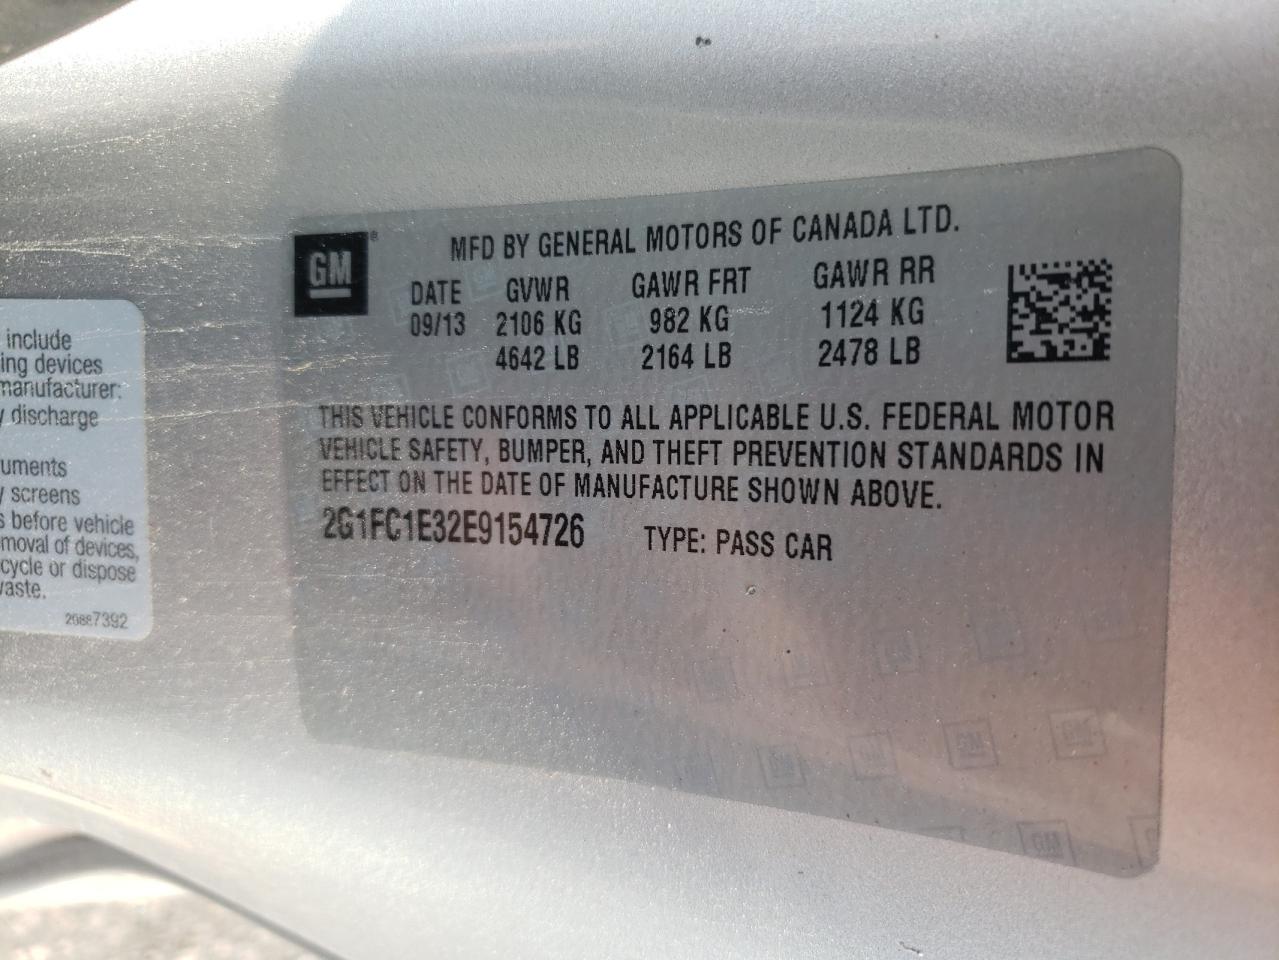 include
ing devices
manufacturer:
y discharge
uments
y screens
s before vehicle
moval of devices,
cycle or dispose
vaste.
20887392
GM
MFD BY GENERAL MOTORS OF CANADA LTD.
DATE GVWR GAWR FRT GAWR RR
09/13 2106 KG 982 KG 1124 KG
4642 LB 2164 LB 2478 LB
THIS VEHICLE CONFORMS TO ALL APPLICABLE U.S. FEDERAL MOTOR
VEHICLE SAFETY, BUMPER, AND THEFT PREVENTION STANDARDS IN
EFFECT ON THE DATE OF MANUFACTURE SHOWN ABOVE.
2G1FC1E32E9154726 TYPE: PASS CAR